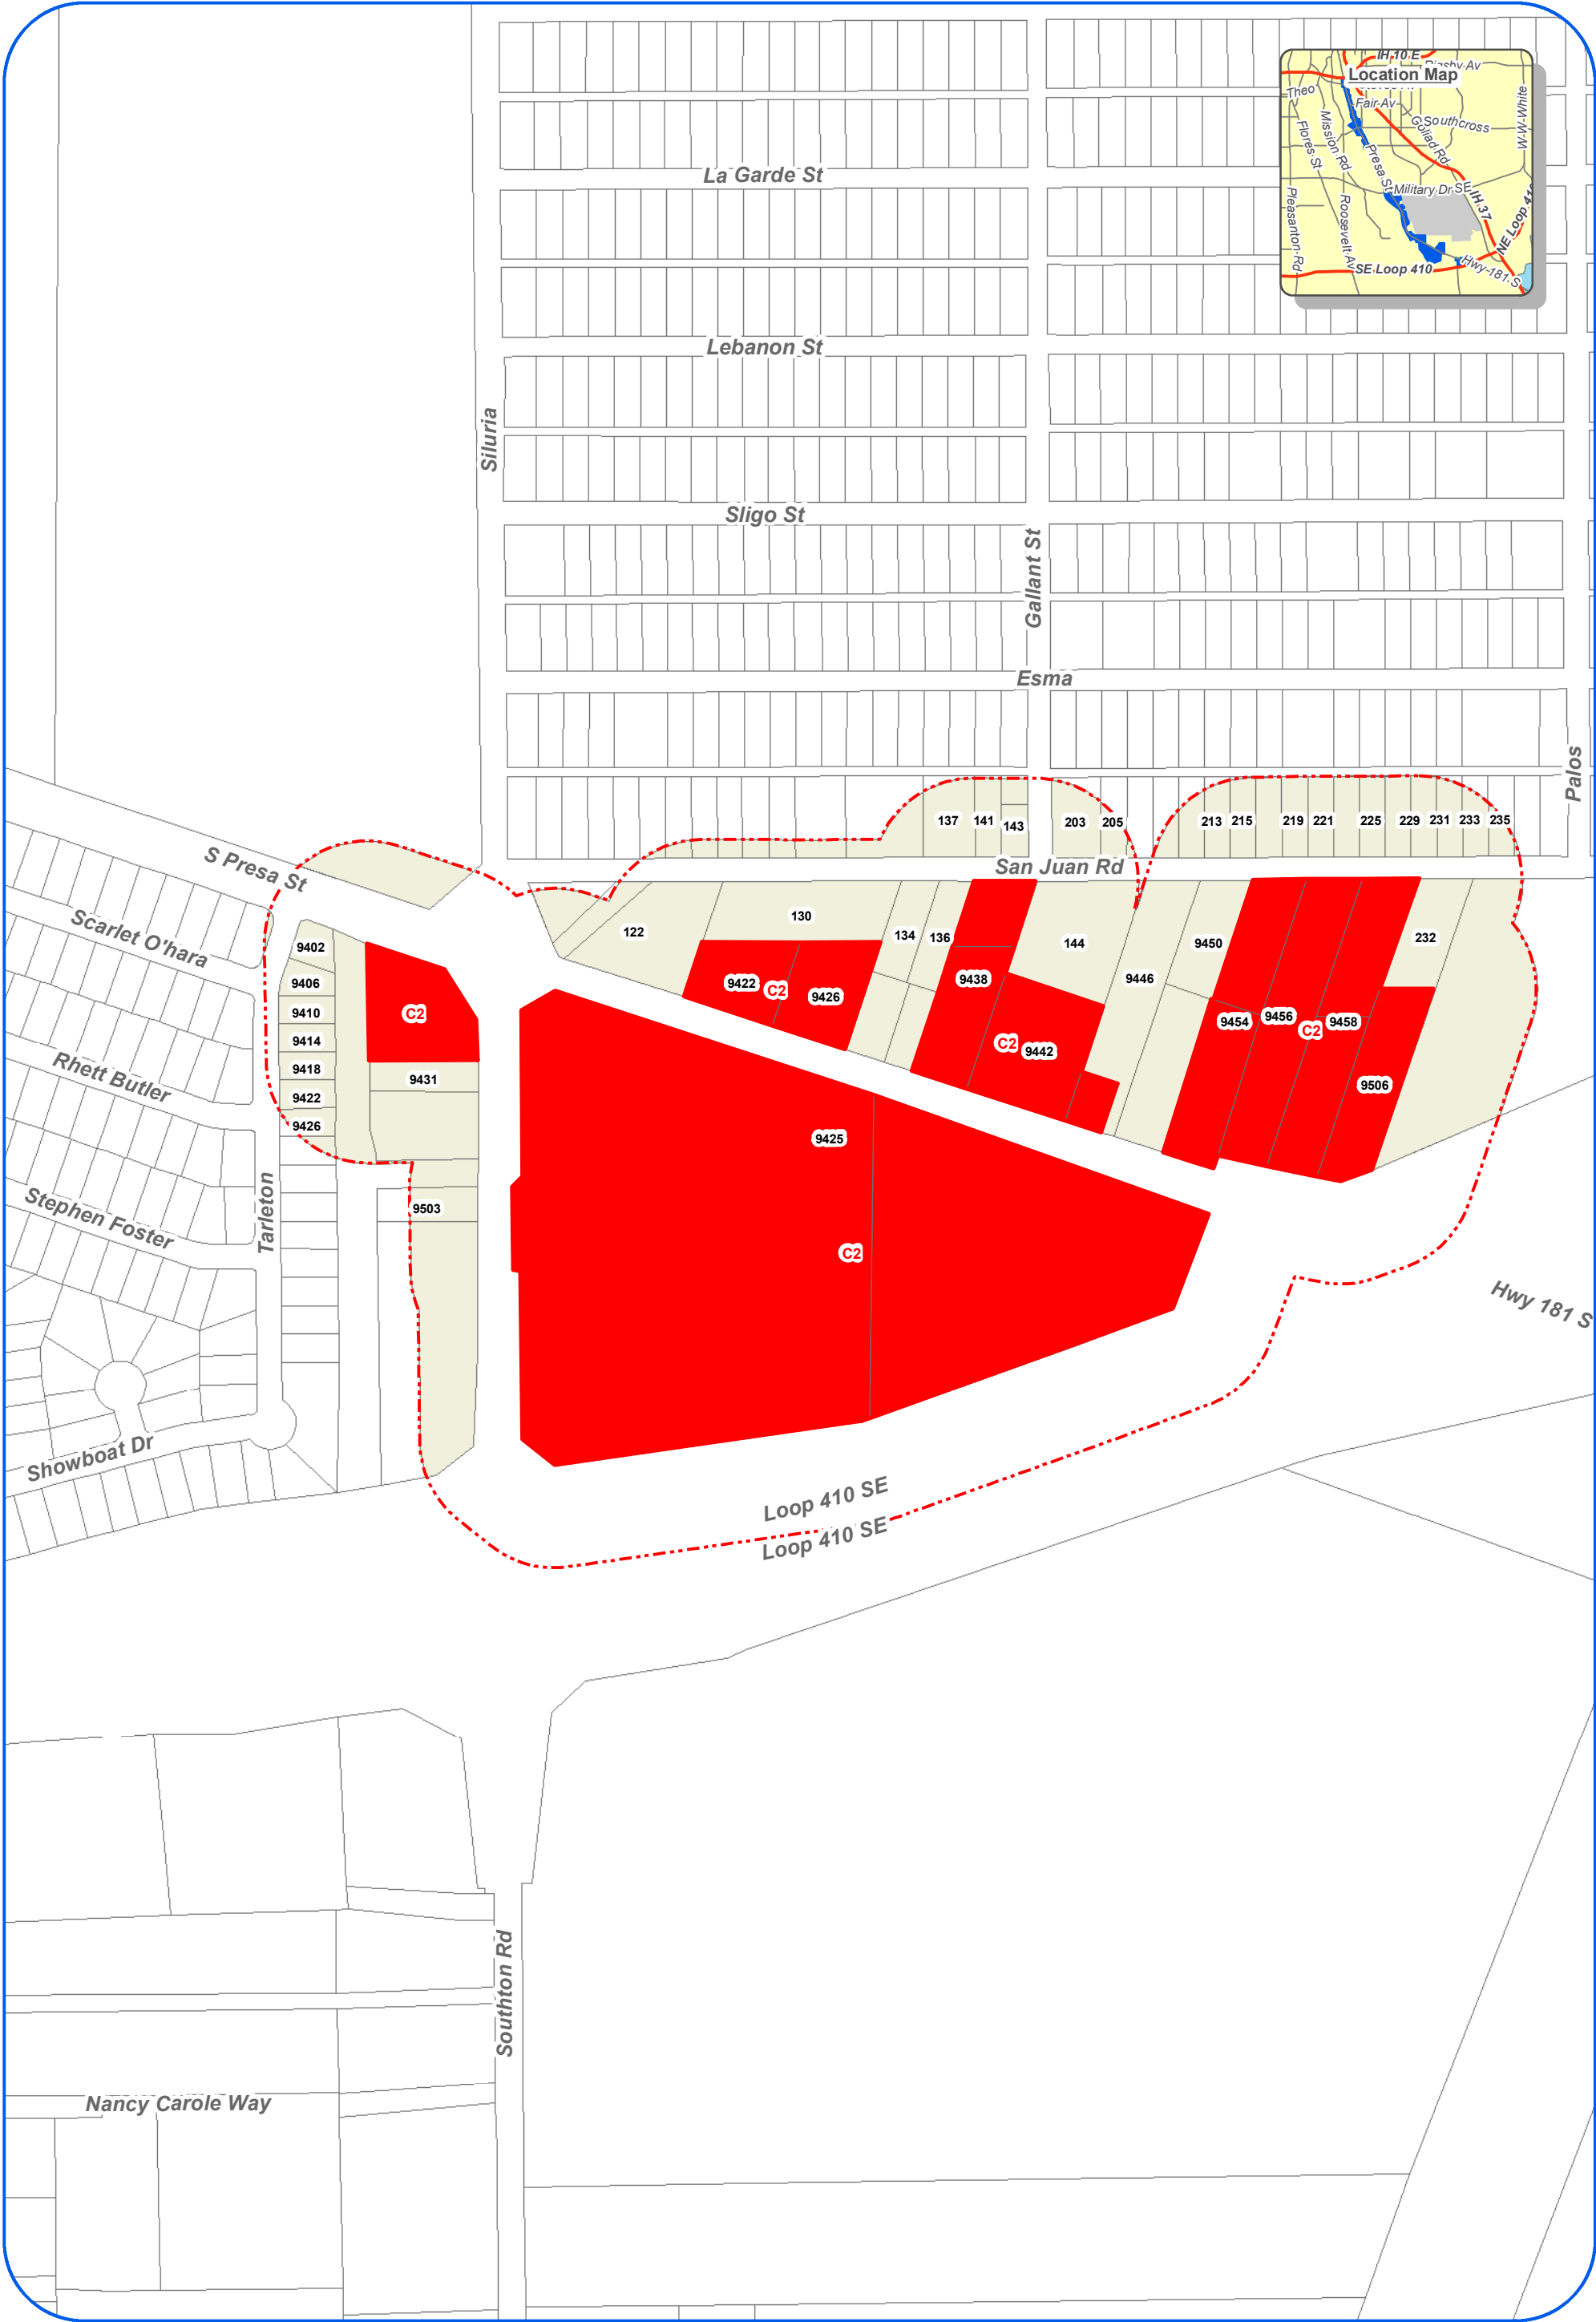 IH 10 E
Rigsby Av
Location Map
Theo
Fair Av
Flores St
Mission Rd
Goliad Rd
Southcross
W-W-White
Presa St
Military Dr SE
IH 37
Pleasanton Rd
Roosevelt Av
NE Loop 410
SE Loop 410
Hwy 181 S
La Garde St
Lebanon St
Siluria
Sligo St
Gallant St
Esma
Palos
137
141
143
203
205
213
215
219
221
225
229
231
233
235
San Juan Rd
S Presa St
Scarlet O'hara
Rhett Butler
Stephen Foster
Tarleton
Showboat Dr
9402
9406
9410
9414
9418
9422
9426
C2
9431
9503
122
130
134
136
144
9422
C2
9426
9438
C2
9442
9446
9450
232
9454
9456
C2
9458
9506
9425
C2
Hwy 181 S
Loop 410 SE
Loop 410 SE
Southton Rd
Nancy Carole Way